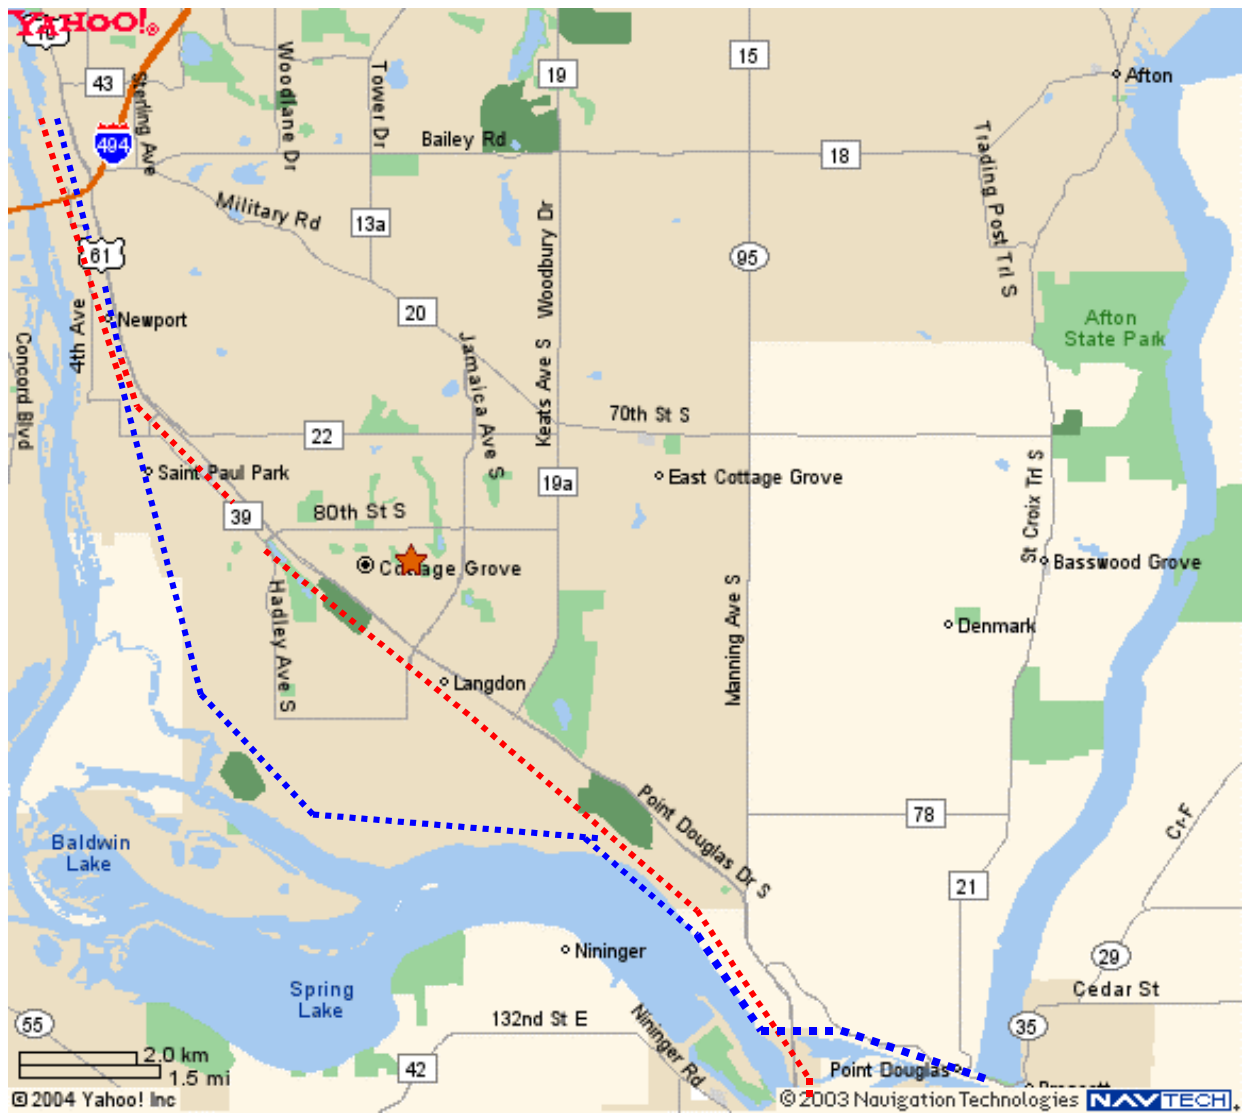 YAHOO!®
43
Sterling Ave
494
Woodlane Dr
Tower Dr
19
15
Afton
Bailey Rd
18
Trading Post Trl S
Military Rd
13a
Woodbury Dr
61
95
4th Ave
Newport
20
Afton
State Park
Concord Blvd
Jamaica Ave S
Keats Ave S
70th St S
22
Saint Paul Park
19a
East Cottage Grove
39
80th St S
St Croix Trl S
Cottage Grove
Basswood Grove
Hadley Ave S
Manning Ave S
Denmark
Langdon
Point Douglas Dr S
78
Cr-F
Baldwin
Lake
21
Nininger
29
Spring
Lake
Cedar St
55
132nd St E
Nininger Rd
35
2.0 km
1.5 mi
42
Point Douglas
Prescott
© 2004 Yahoo! Inc
© 2003 Navigation Technologies NAVTECH